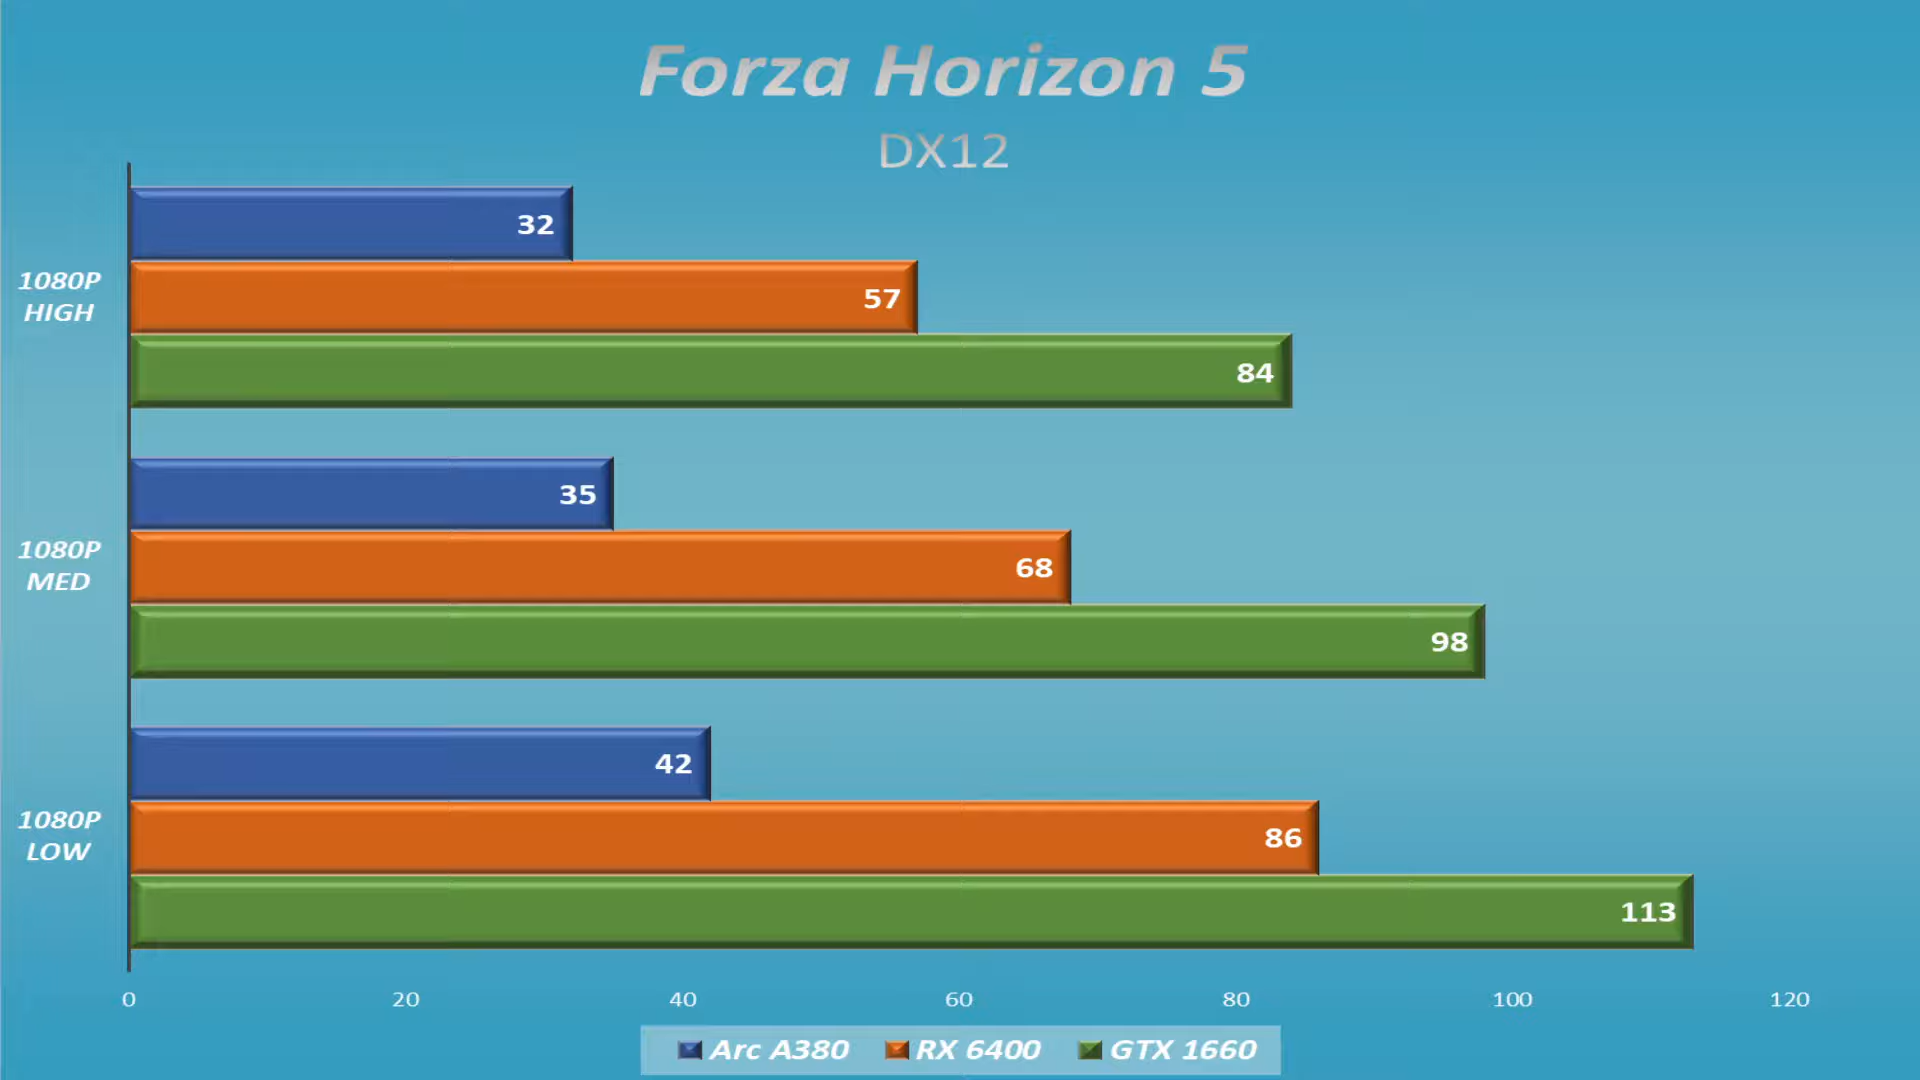 Forza Horizon 5
DX12
1080P
HIGH
32
57
84
1080P
MED
35
68
98
1080P
LOW
42
86
113
0 20 40 60 80 100 120
Arc A380 RX 6400 GTX 1660